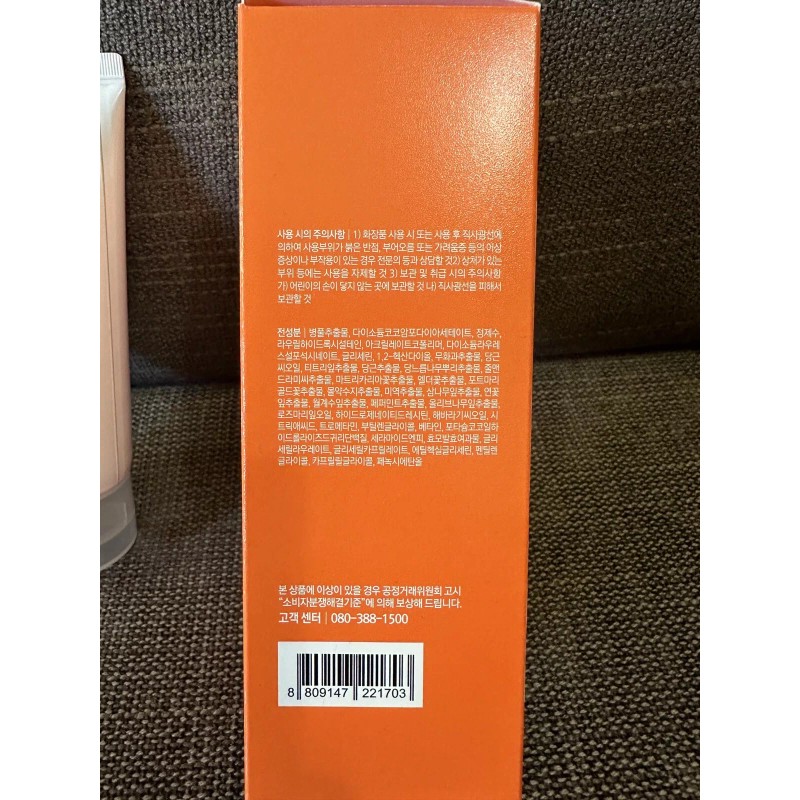 사용 시의 주의사항 | 1) 화장품 사용 시 또는 사용 후 직사광선에
의하여 사용부위가 붉은 반점, 부어오름 또는 가려움증 등의 이상
증상이나 부작용이 있는 경우 전문의 등과 상담할 것2) 상처가 있는
부위 등에는 사용을 자제할 것 3) 보관 및 취급 시의 주의사항
가) 어린이의 손이 닿지 않는 곳에 보관할 것 나) 직사광선을 피해서
보관할 것
전성분 | 병풀추출물, 다이소듐코코암포다이아세테이트, 정제수,
라우릴하이드록시설테인, 아크릴레이트코폴리머, 다이소듐라우레
스설포석시네이트, 글리세린, 1,2-헥산다이올, 무화과추출물, 당근
씨오일, 티트리잎추출물, 당근추출물, 당느릅나무뿌리추출물, 줄맨
드라미씨추출물, 마트리카리아꽃추출물, 엘더꽃추출물, 포트마리
골드꽃추출물, 몰약수지추출물, 미역추출물, 삼나무잎추출물, 연꽃
잎추출물, 월계수잎추출물, 페퍼민트추출물, 올리브나무잎추출물,
로즈마리잎오일, 하이드로제네이티드레시틴, 해바라기씨오일, 시
트릭애씨드, 트로메타민, 부틸렌글라이콜, 베타인, 포타슘코코일하
이드롤라이즈드귀리단백질, 세라마이드엔피, 효모발효여과물, 글리
세릴라우레이트, 글리세릴카프릴레이트, 에틸헥실글리세린, 펜틸렌
글라이콜, 카프릴릴글라이콜, 페녹시에탄올
본 상품에 이상이 있을 경우 공정거래위원회 고시
"소비자분쟁해결기준"에 의해 보상해 드립니다.
고객 센터 | 080-388-1500
8 809147 221703